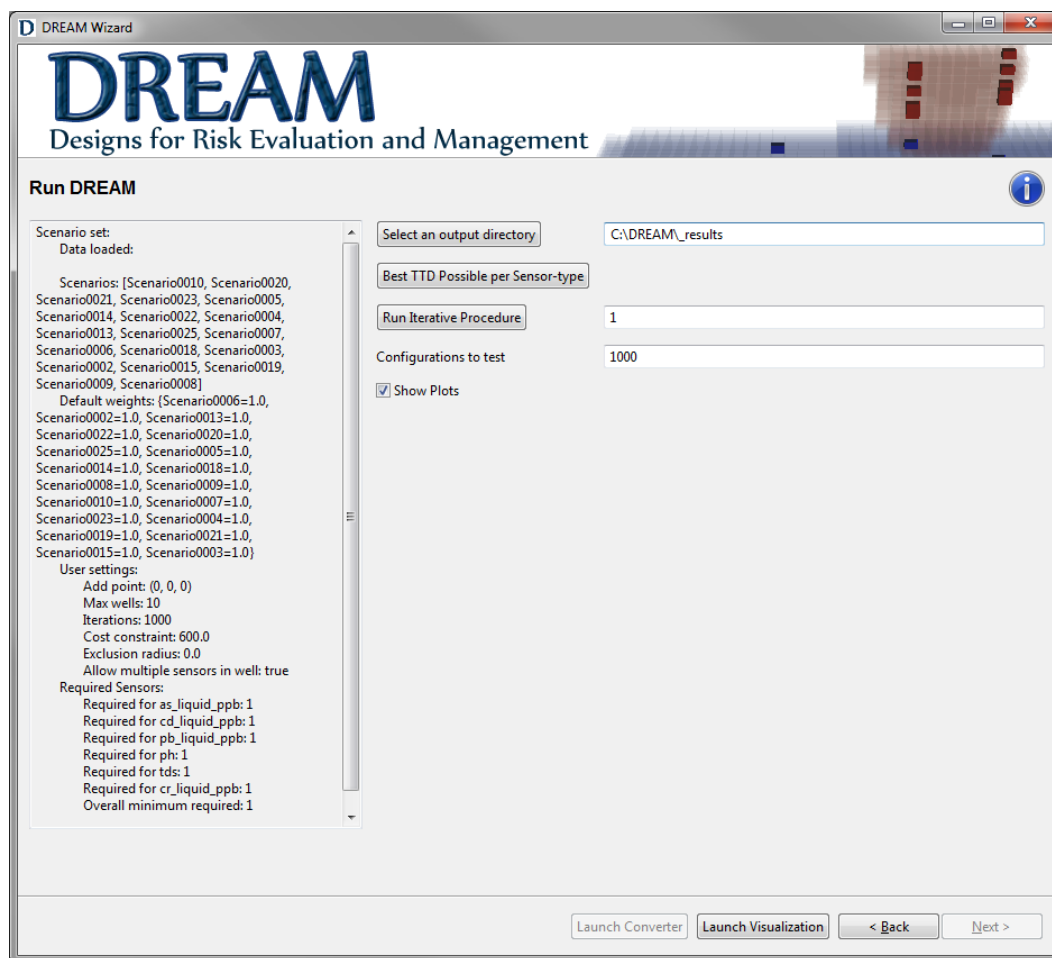 DREAM Wizard
DREAM
Designs for Risk Evaluation and Management
Run DREAM
Scenario set:
Data loaded:
Scenarios: [Scenario0010, Scenario0020,
Scenario0021, Scenario0023, Scenario0005,
Scenario0014, Scenario0022, Scenario0004,
Scenario0013, Scenario0025, Scenario0007,
Scenario0006, Scenario0018, Scenario0003,
Scenario0002, Scenario0015, Scenario0019,
Scenario0009, Scenario0008]
Default weights: {Scenario0006=1.0,
Scenario0002=1.0, Scenario0013=1.0,
Scenario0022=1.0, Scenario0020=1.0,
Scenario0025=1.0, Scenario0005=1.0,
Scenario0014=1.0, Scenario0018=1.0,
Scenario0008=1.0, Scenario0009=1.0,
Scenario0010=1.0, Scenario0007=1.0,
Scenario0023=1.0, Scenario0004=1.0,
Scenario0019=1.0, Scenario0021=1.0,
Scenario0015=1.0, Scenario0003=1.0}
User settings:
Add point: (0, 0, 0)
Max wells: 10
Iterations: 1000
Cost constraint: 600.0
Exclusion radius: 0.0
Allow multiple sensors in well: true
Required Sensors:
Required for as_liquid_ppb: 1
Required for cd_liquid_ppb: 1
Required for pb_liquid_ppb: 1
Required for ph: 1
Required for tds: 1
Required for cr_liquid_ppb: 1
Overall minimum required: 1
Select an output directory C:\DREAM\_results
Best TTD Possible per Sensor-type
Run Iterative Procedure 1
Configurations to test 1000
Show Plots
Launch Converter Launch Visualization < Back Next >